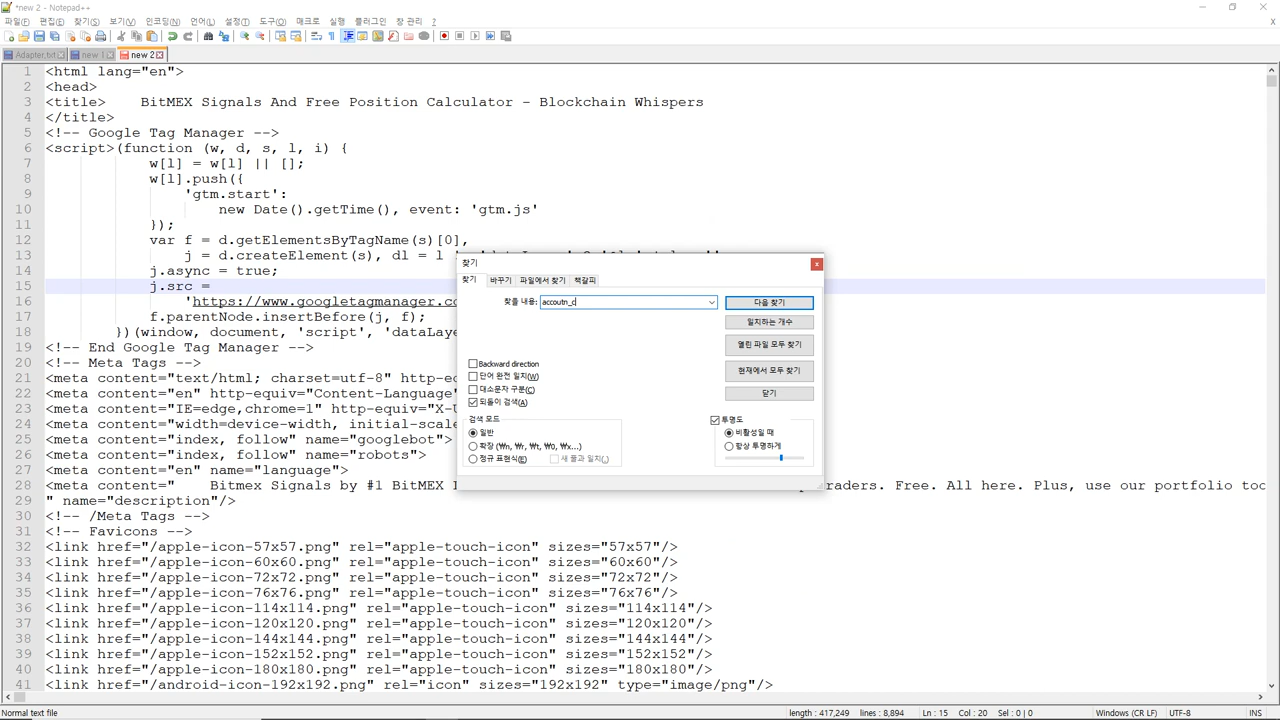 *new 2 - Notepad++
파일(F) 편집(E) 찾기(S) 보기(V) 인코딩(N) 언어(L) 설정(T) 도구(O) 매크로 실행 플러그인 창 관리 ? X
Adapter.txt new 1 new 2
1 <html lang="en">
2 <head>
3 <title> BitMEX Signals And Free Position Calculator - Blockchain Whispers
4 </title>
5 <!-- Google Tag Manager -->
6 <script>(function (w, d, s, l, i) {
7 w[l] = w[l] || [];
8 w[l].push({
9 'gtm.start':
10 new Date().getTime(), event: 'gtm.js'
11 });
12 var f = d.getElementsByTagName(s)[0],
13 j = d.createElement(s), dl = l
14 j.async = true;
15 j.src =
16 'https://www.googletagmanager.co
17 f.parentNode.insertBefore(j, f);
18 })(window, document, 'script', 'dataLaye
19 <!-- End Google Tag Manager -->
20 <!-- Meta Tags -->
21 <meta content="text/html; charset=utf-8" http-e
22 <meta content="en" http-equiv="Content-Language
23 <meta content="IE=edge,chrome=1" http-equiv="X-U
24 <meta content="width=device-width, initial-scale
25 <meta content="index, follow" name="googlebot">
26 <meta content="index, follow" name="robots">
27 <meta content="en" name="language">
28 <meta content=" Bitmex Signals by #1 BitMEX raders. Free. All here. Plus, use our portfolio too
29 " name="description"/>
30 <!-- /Meta Tags -->
31 <!-- Favicons -->
32 <link href="/apple-icon-57x57.png" rel="apple-touch-icon" sizes="57x57"/>
33 <link href="/apple-icon-60x60.png" rel="apple-touch-icon" sizes="60x60"/>
34 <link href="/apple-icon-72x72.png" rel="apple-touch-icon" sizes="72x72"/>
35 <link href="/apple-icon-76x76.png" rel="apple-touch-icon" sizes="76x76"/>
36 <link href="/apple-icon-114x114.png" rel="apple-touch-icon" sizes="114x114"/>
37 <link href="/apple-icon-120x120.png" rel="apple-touch-icon" sizes="120x120"/>
38 <link href="/apple-icon-144x144.png" rel="apple-touch-icon" sizes="144x144"/>
39 <link href="/apple-icon-152x152.png" rel="apple-touch-icon" sizes="152x152"/>
40 <link href="/apple-icon-180x180.png" rel="apple-touch-icon" sizes="180x180"/>
41 <link href="/android-icon-192x192.png" rel="icon" sizes="192x192" type="image/png"/>
찾기
찾기 바꾸기 파일에서 찾기 책갈피
찾을 내용: accoutn_c 다음 찾기
일치하는 개수
열린 파일 모두 찾기
Backward direction
현재에서 모두 찾기
단어 완전 일치(W)
대소문자 구분(C) 닫기
되돌이 검색(A)
검색 모드 투명도
일반 비활성일 때
확장 (₩n, ₩r, ₩t, ₩0, ₩x...) 항상 투명하게
정규 표현식(E) 새 줄과 일치(.)
Normal text file length : 417,249 lines : 8,894 Ln : 15 Col : 20 Sel : 0 | 0 Windows (CR LF) UTF-8 INS